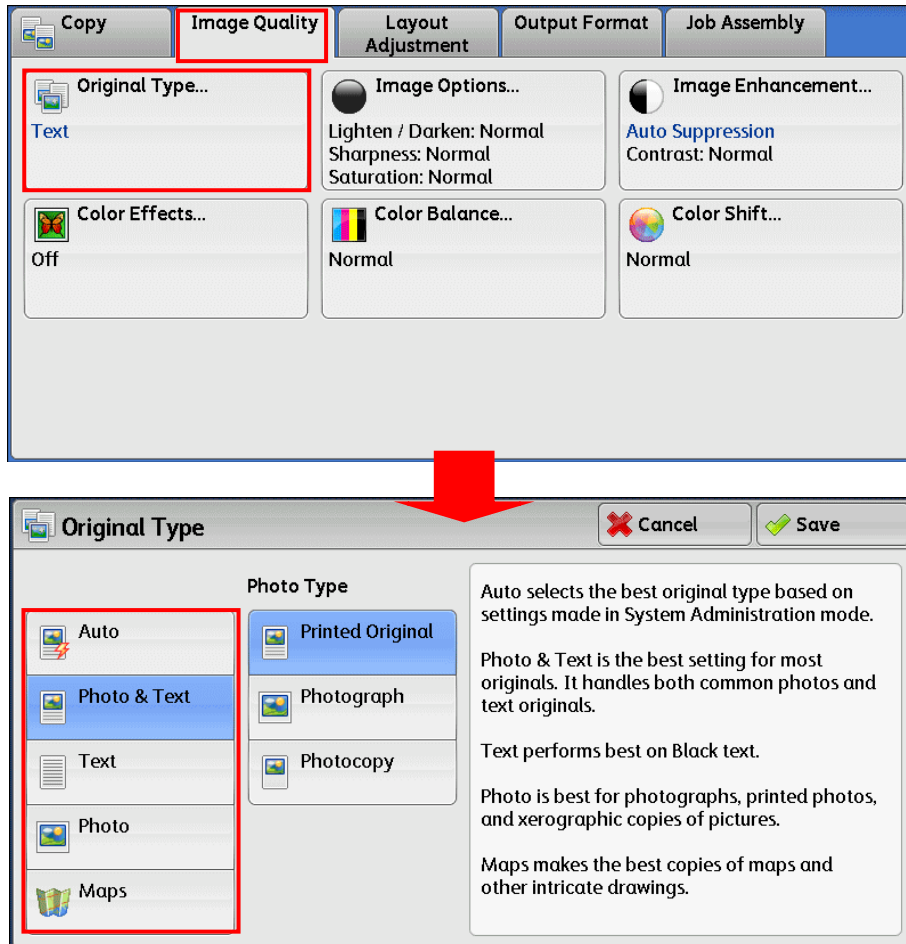 Copy
Image Quality
Layout
Adjustment
Output Format
Job Assembly
Original Type...
Text
Image Options...
Lighten / Darken: Normal
Sharpness: Normal
Saturation: Normal
Image Enhancement...
Auto Suppression
Contrast: Normal
Color Effects...
Off
Color Balance...
Normal
Color Shift...
Normal
Original Type
Cancel
Save
Auto
Photo & Text
Text
Photo
Maps
Photo Type
Printed Original
Photograph
Photocopy
Auto selects the best original type based on
settings made in System Administration mode.
Photo & Text is the best setting for most
originals. It handles both common photos and
text originals.
Text performs best on Black text.
Photo is best for photographs, printed photos,
and xerographic copies of pictures.
Maps makes the best copies of maps and
other intricate drawings.